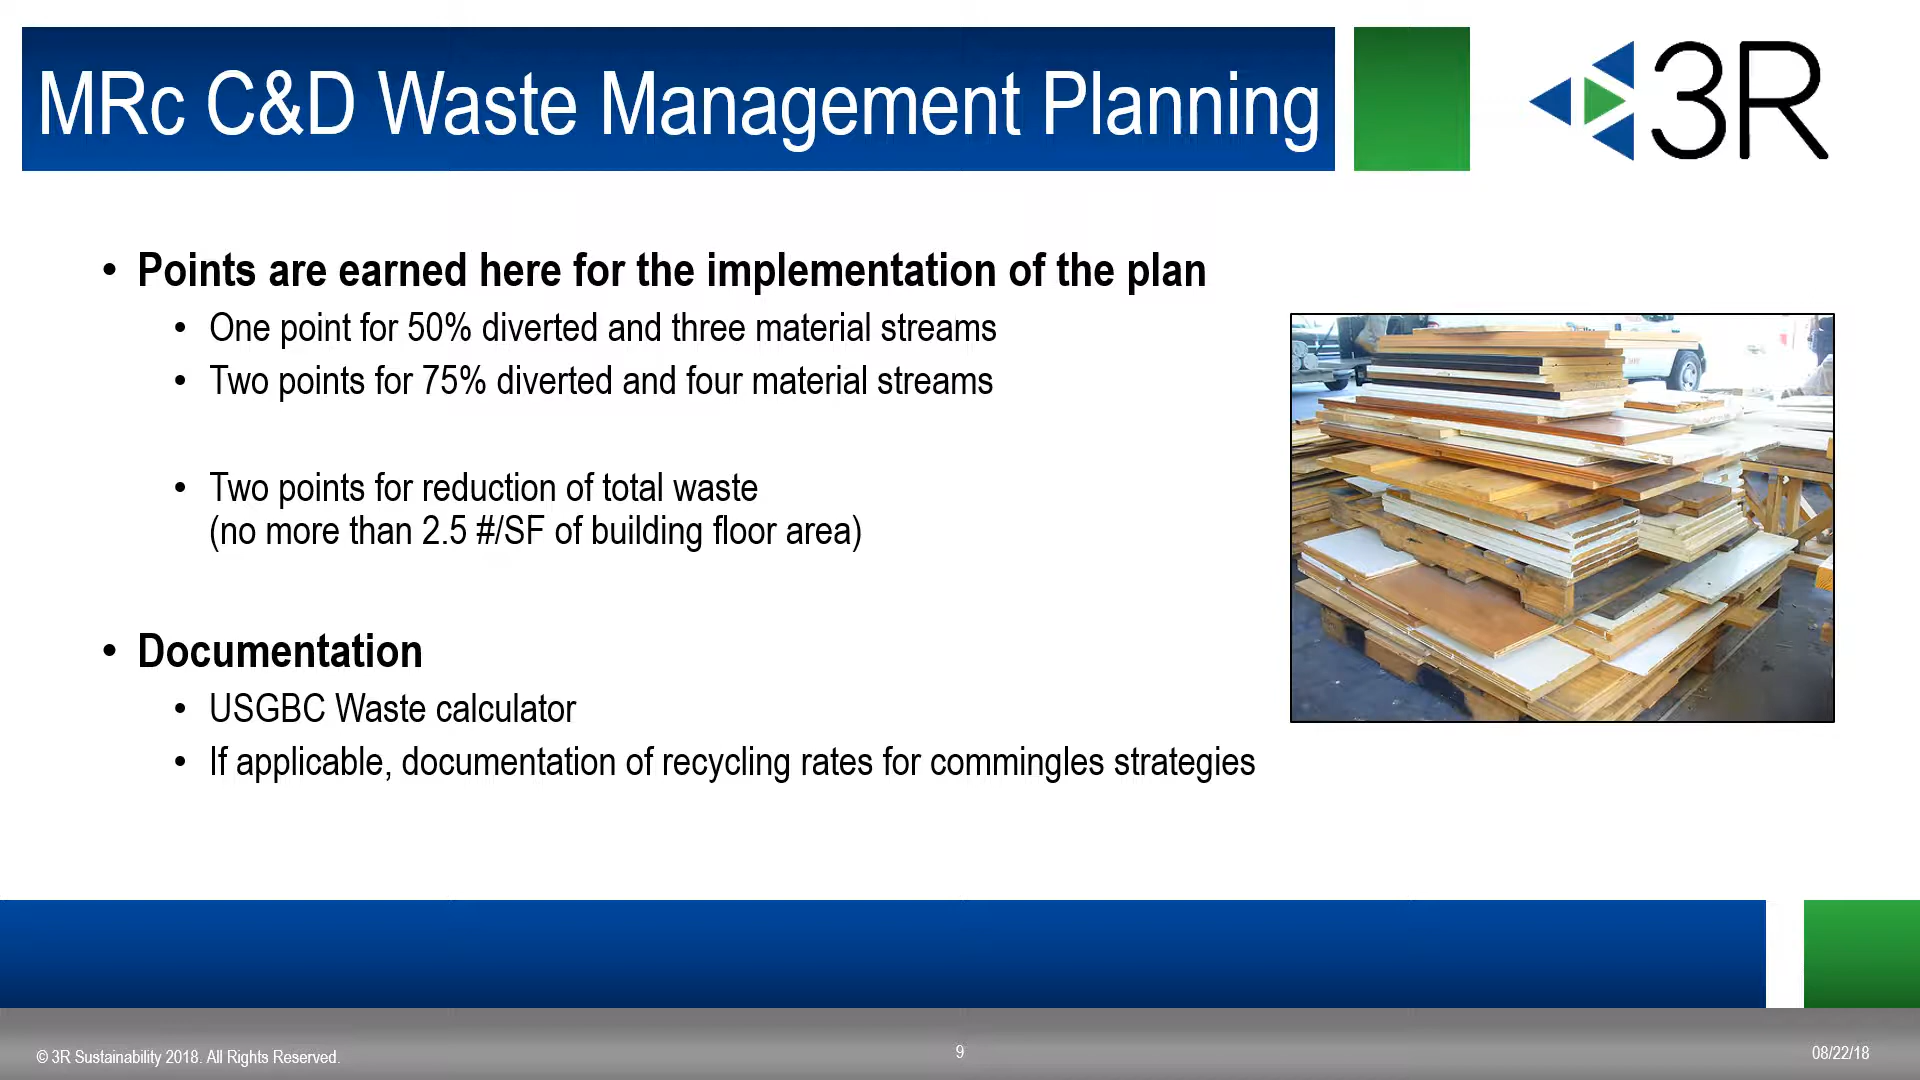 MRc C&D Waste Management Planning
3R
• Points are earned here for the implementation of the plan
• One point for 50% diverted and three material streams
• Two points for 75% diverted and four material streams
• Two points for reduction of total waste
(no more than 2.5 #/SF of building floor area)
• Documentation
• USGBC Waste calculator
• If applicable, documentation of recycling rates for commingles strategies
© 3R Sustainability 2018. All Rights Reserved.
9
08/22/18